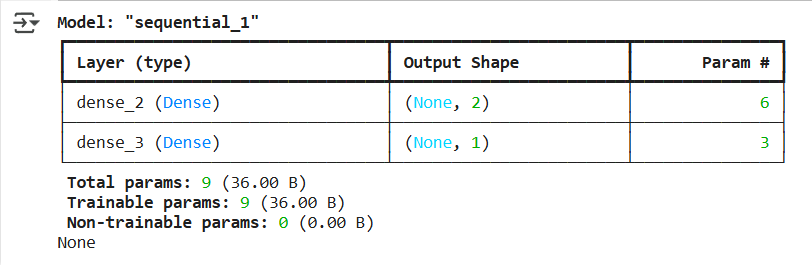 Model: "sequential_1"
Layer (type) Output Shape Param #
dense_2 (Dense) (None, 2) 6
dense_3 (Dense) (None, 1) 3
Total params: 9 (36.00 B)
Trainable params: 9 (36.00 B)
Non-trainable params: 0 (0.00 B)
None